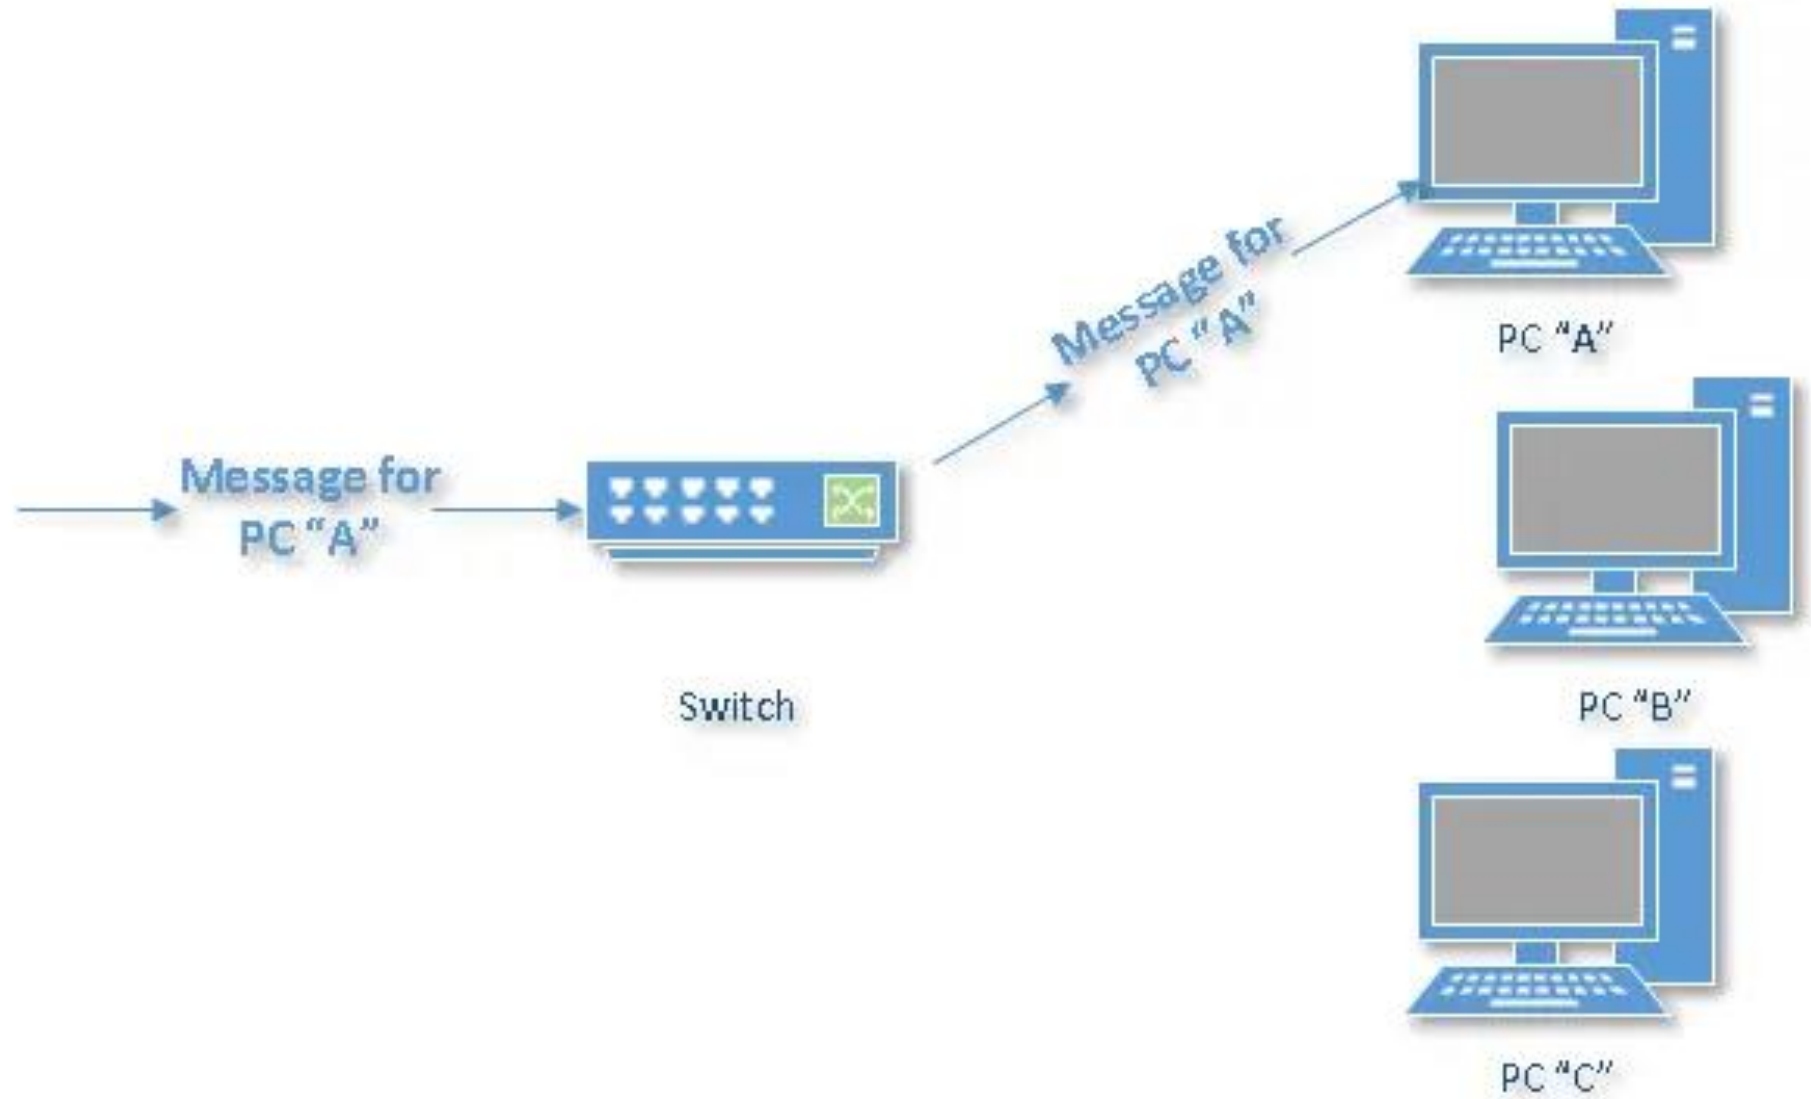 Message for
PC “A”
Switch
Message for
PC “A”
PC “A”
PC “B”
PC “C”